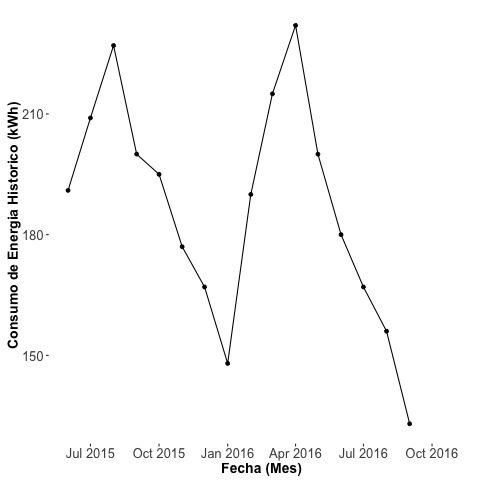 Consumo de Energia Historico (kWh)
210
180
150
Jul 2015 Oct 2015 Jan 2016 Apr 2016 Jul 2016 Oct 2016
Fecha (Mes)